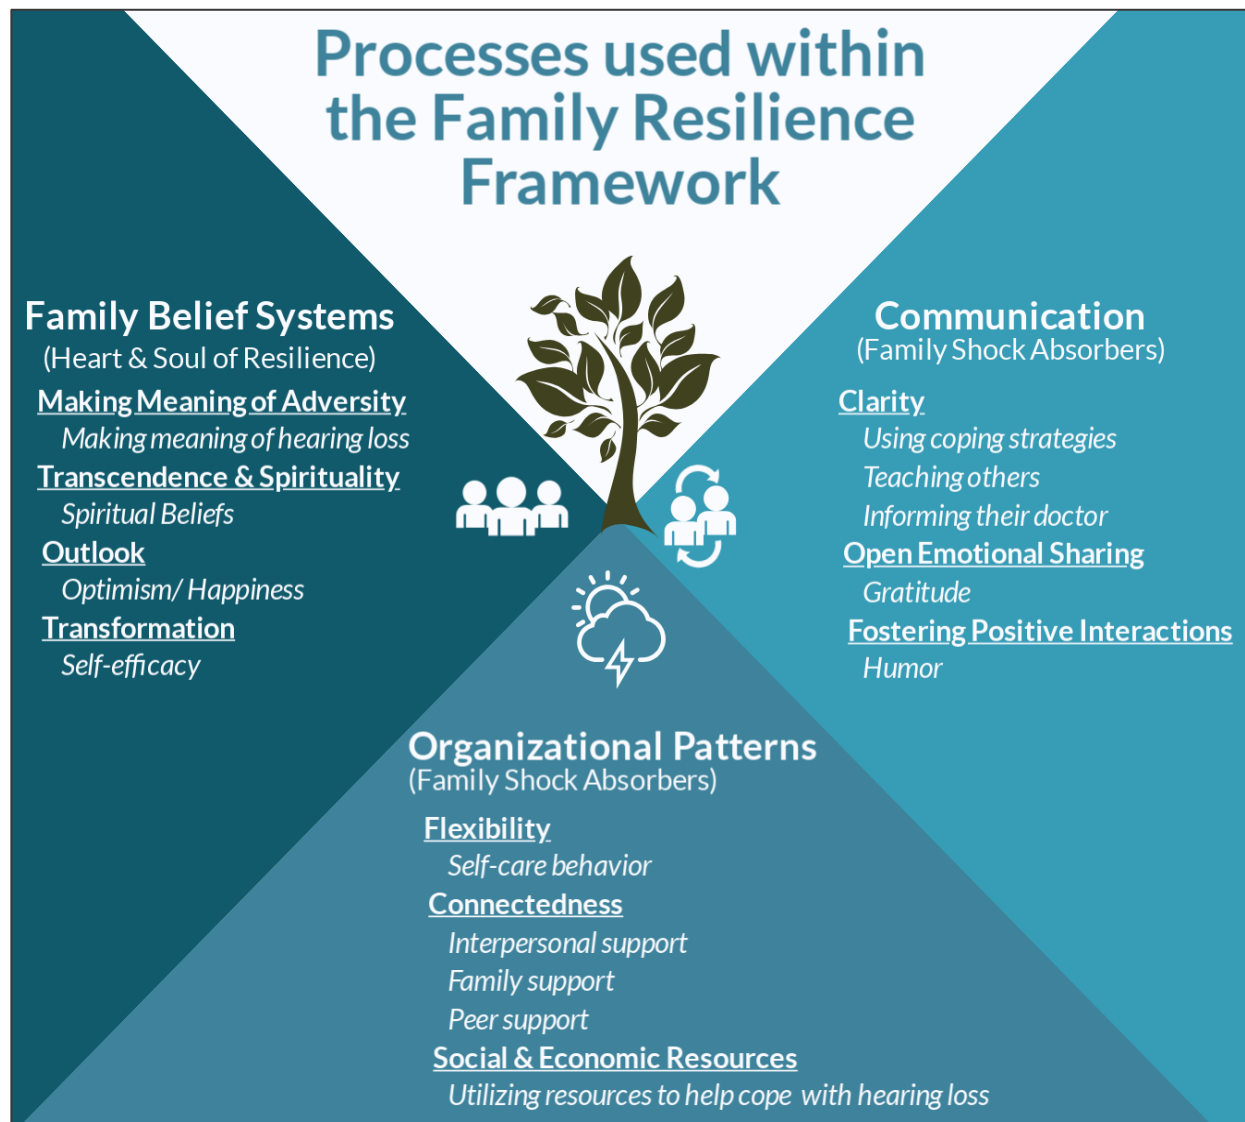 Processes used within
the Family Resilience
Framework
Family Belief Systems
(Heart & Soul of Resilience)
Making Meaning of Adversity
Making meaning of hearing loss
Transcendence & Spirituality
Spiritual Beliefs
Outlook
Optimism/ Happiness
Transformation
Self-efficacy
Communication
(Family Shock Absorbers)
Clarity
Using coping strategies
Teaching others
Informing their doctor
Open Emotional Sharing
Gratitude
Fostering Positive Interactions
Humor
Organizational Patterns
(Family Shock Absorbers)
Flexibility
Self-care behavior
Connectedness
Interpersonal support
Family support
Peer support
Social & Economic Resources
Utilizing resources to help cope with hearing loss